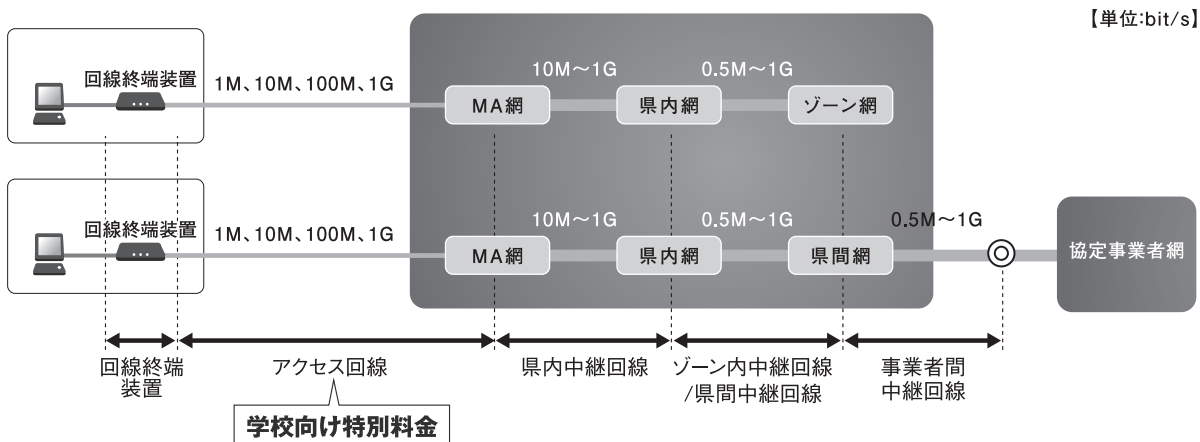 【単位:bit/s】
回線終端装置
1M、10M、100M、1G
MA網
10M〜1G
県内網
0.5M〜1G
ゾーン網
回線終端装置
1M、10M、100M、1G
MA網
10M〜1G
県内網
0.5M〜1G
県間網
0.5M〜1G
協定事業者網
回線終端
装置
アクセス回線
県内中継回線
ゾーン内中継回線
/県間中継回線
事業者間
中継回線
学校向け特別料金